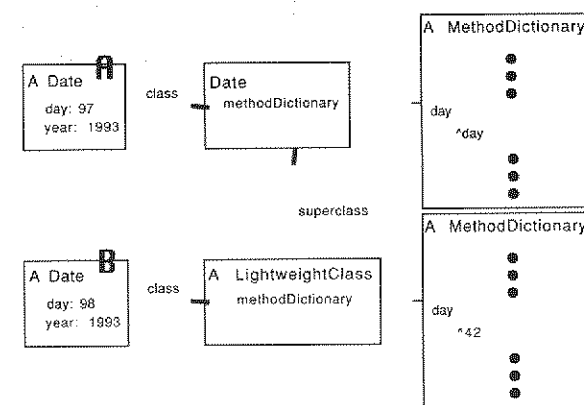 A MethodDictionary
A
A Date
day: 97
year: 1993
class
Date
methodDictionary
day
^day
superclass
A MethodDictionary
B
A Date
day: 98
year: 1993
class
A LightweightClass
methodDictionary
day
^42